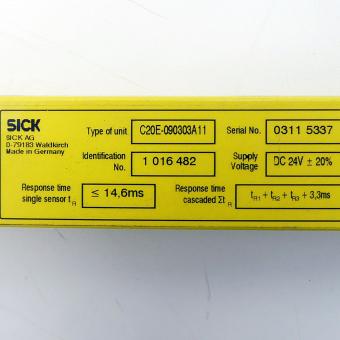 SICK
SICK AG
D-79183 Waldkirch
Made in Germany
Type of unit C20E-090303A11 Serial No. 0311 5337
Identification No. 1 016 482 Supply Voltage DC 24V ± 20%
Response time single sensor tR ≤ 14,6ms Response time cascaded ΣtR tR1 + tR2 + tR3 + 3,3ms